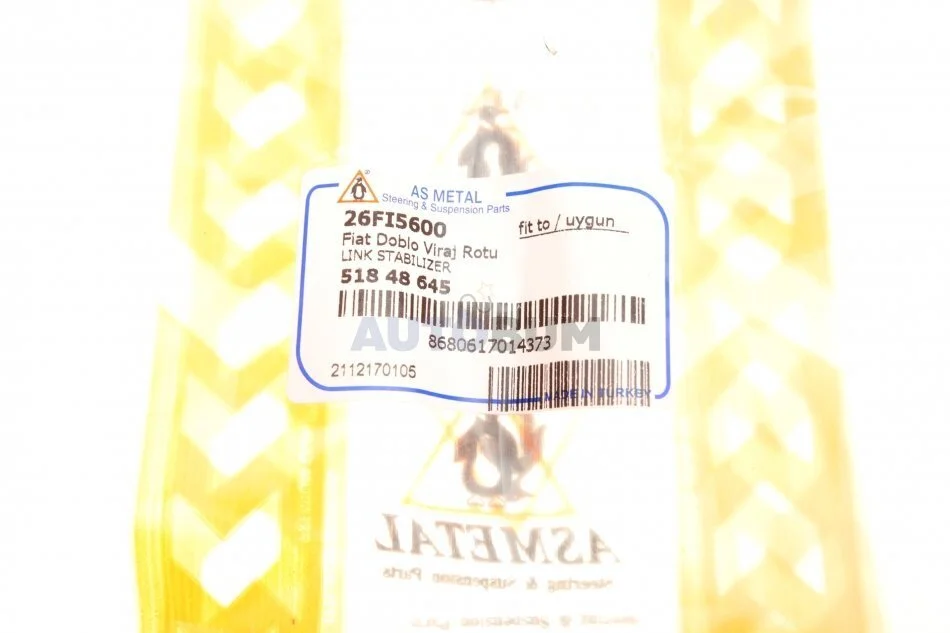 AS METAL
Steering & Suspension Parts
26FI5600
fit to / uygun
Fiat Doblo Viraj Rotu
LINK STABILIZER
518 48 645
AUTOBUM
8680617014373
2112170105
MADE IN TURKEY
ASMETAL
Steering & Suspension Parts